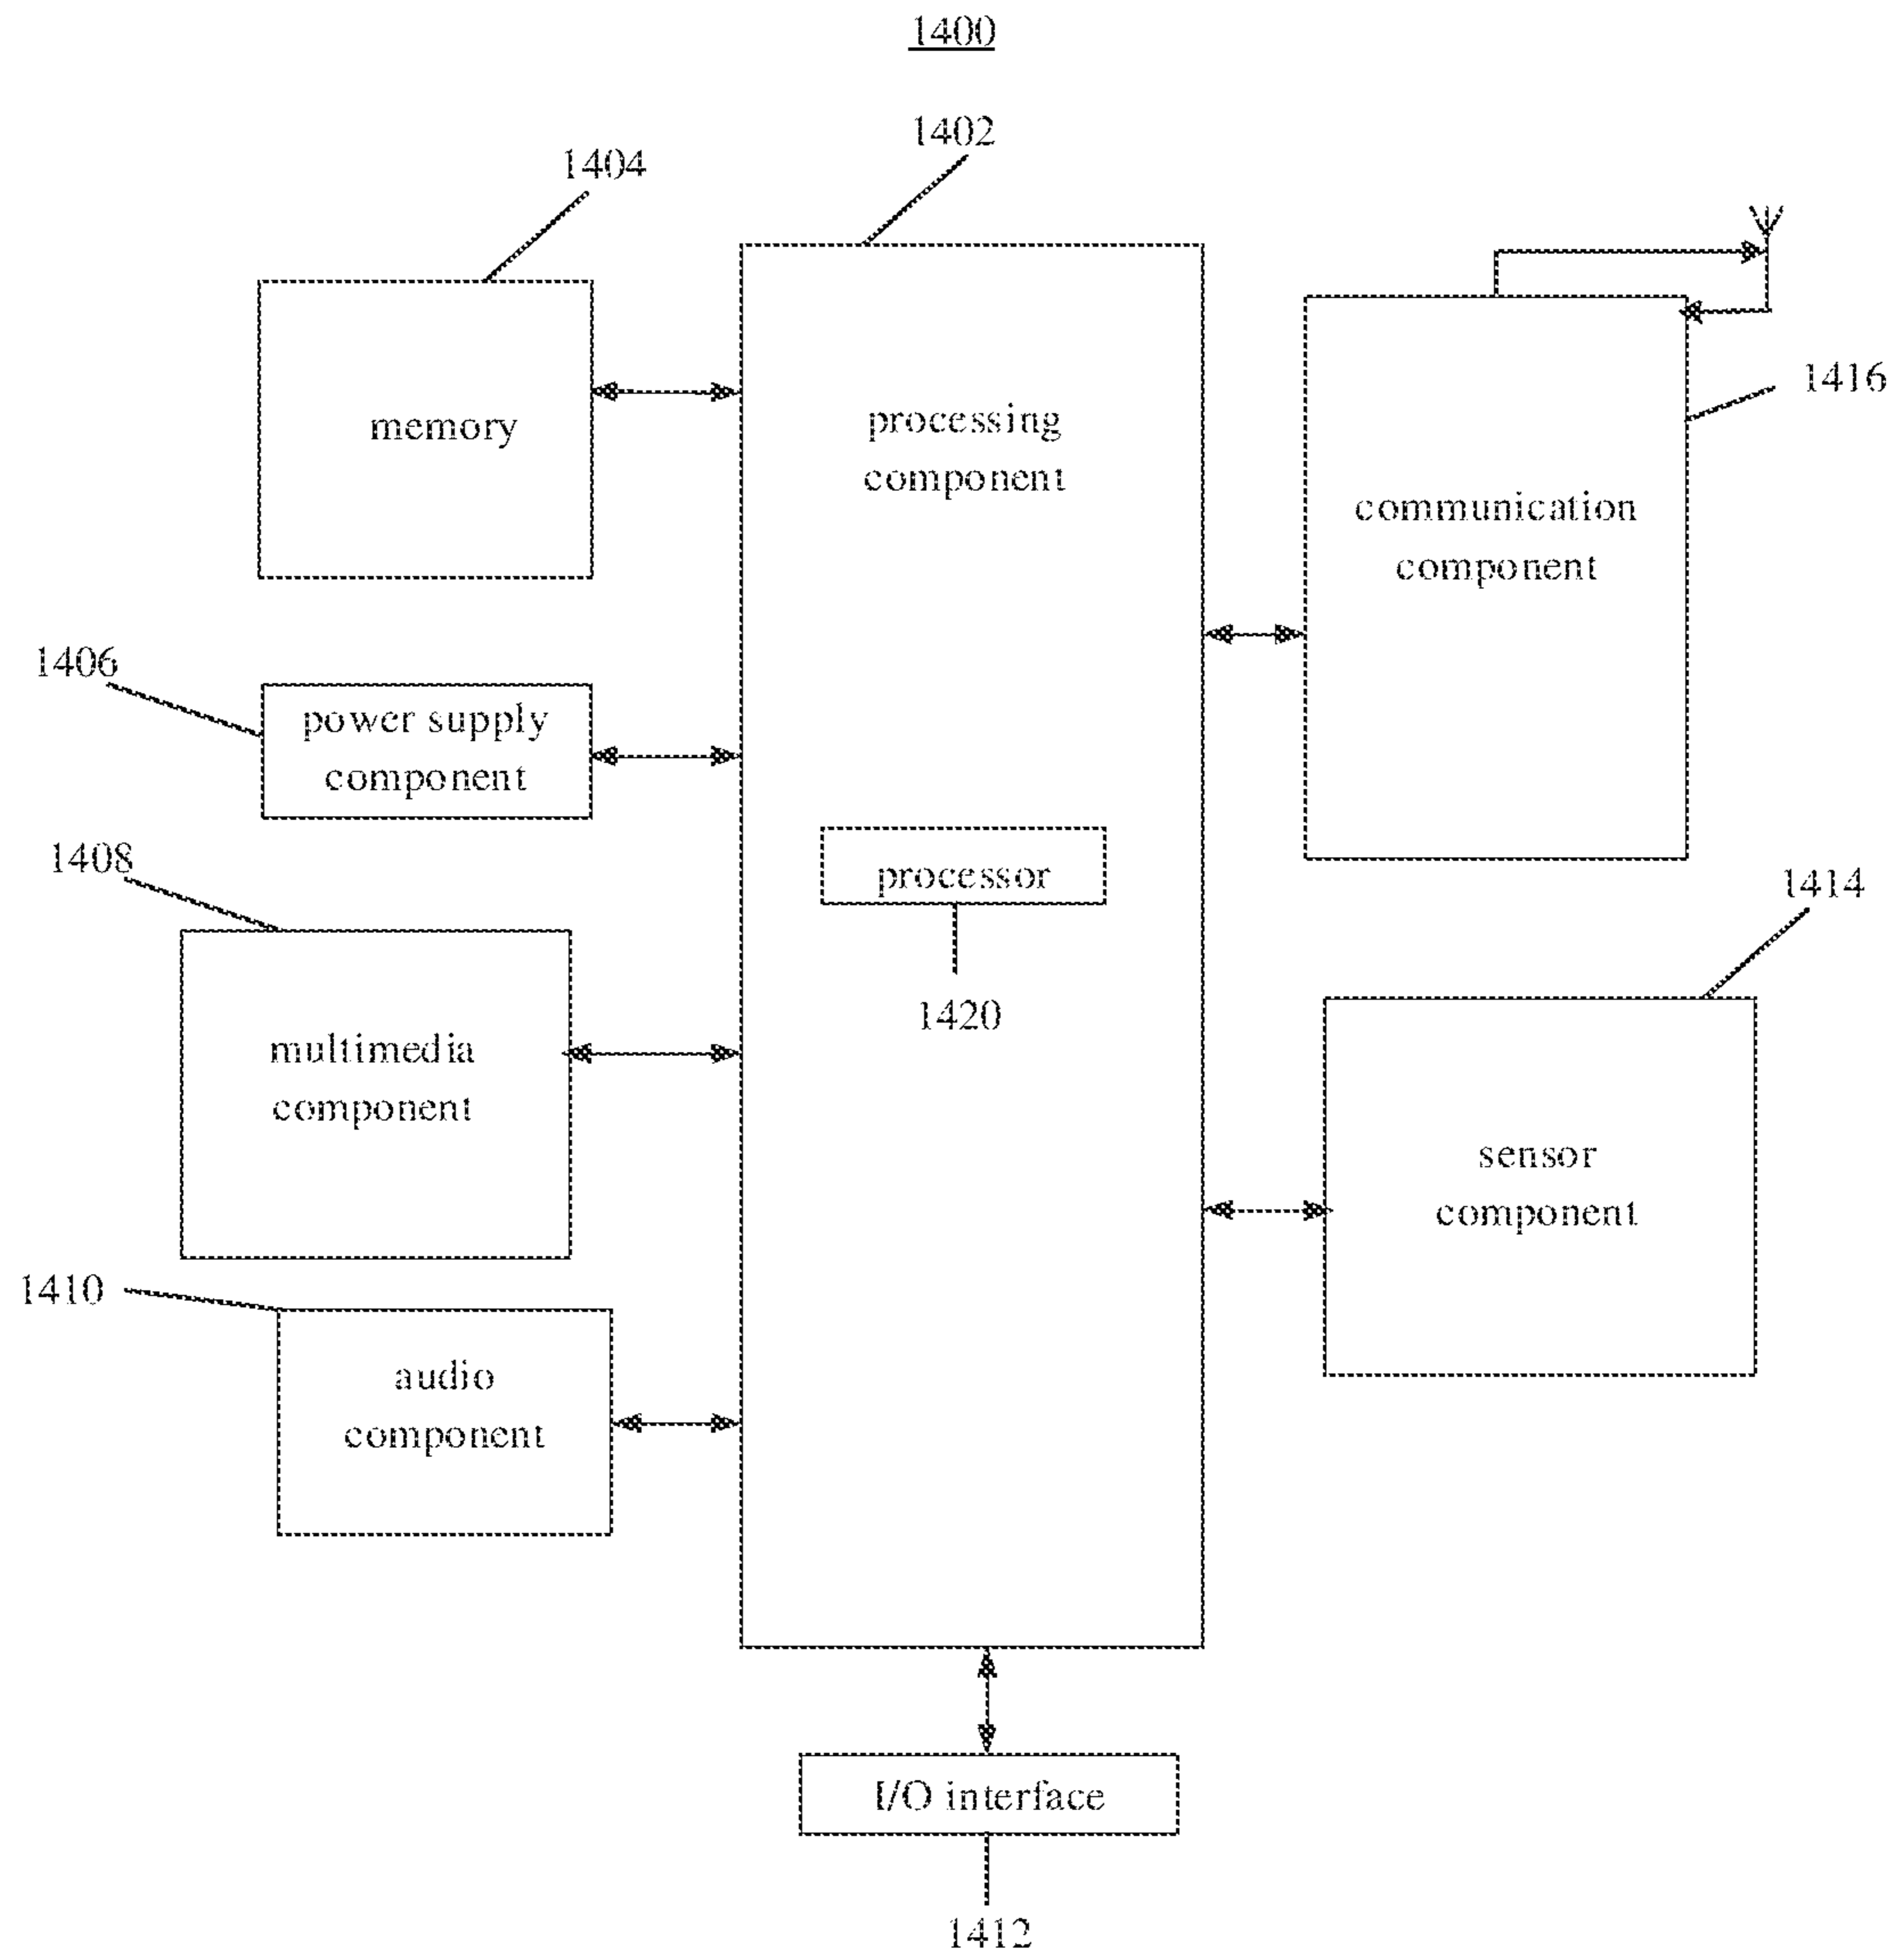 1400
1402
1404
memory
processing
component
1416
communication
component
1406
power supply
component
1408
processor
1420
1414
multimedia
component
sensor
component
1410
audio
component
I/O interface
1412